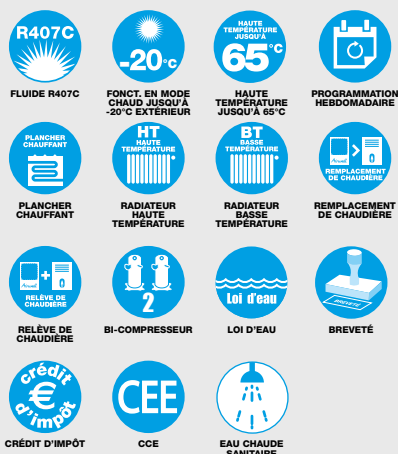 R407C
FLUIDE R407C
-20°C
FONCT. EN MODE
CHAUD JUSQU'À
-20°C EXTÉRIEUR
HAUTE
TEMPÉRATURE
JUSQU'À
65°C
HAUTE
TEMPÉRATURE
JUSQU'À 65°C
PROGRAMMATION
HEBDOMADAIRE
PLANCHER
CHAUFFANT
PLANCHER
CHAUFFANT
HT
HAUTE
TEMPÉRATURE
RADIATEUR
HAUTE
TEMPÉRATURE
BT
BASSE
TEMPÉRATURE
RADIATEUR
BASSE
TEMPÉRATURE
>
REMPLACEMENT
DE CHAUDIÈRE
REMPLACEMENT
DE CHAUDIÈRE
+
RELÈVE DE
CHAUDIÈRE
RELÈVE DE
CHAUDIÈRE
2
BI-COMPRESSEUR
Loi d'eau
LOI D'EAU
BREVETÉ
BREVETÉ
crédit
€
d'impôt
CRÉDIT D'IMPÔT
CEE
CCE
EAU CHAUDE
SANITAIRE